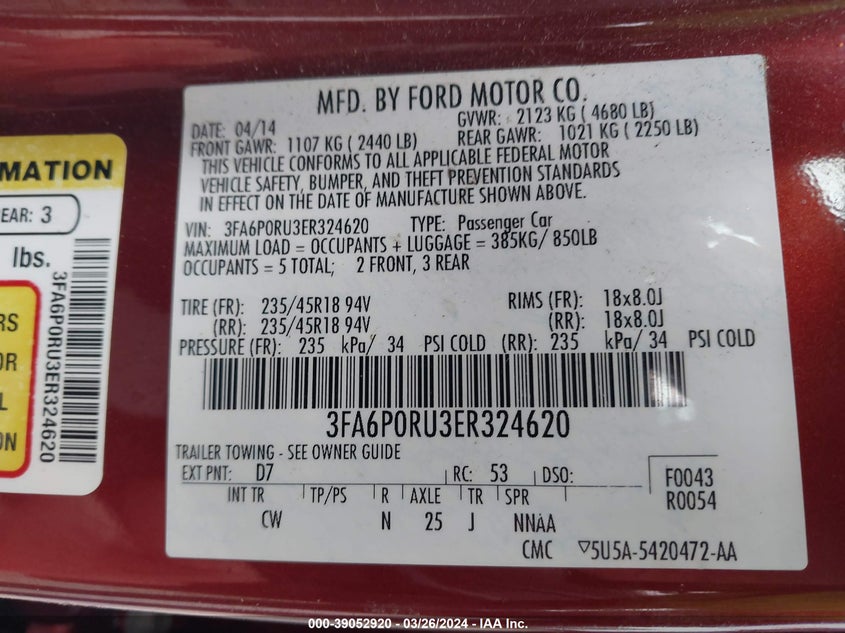 MFD. BY FORD MOTOR CO.
DATE: 04/14 GVWR: 2123 KG ( 4680 LB)
FRONT GAWR: 1107 KG ( 2440 LB) REAR GAWR: 1021 KG ( 2250 LB)
THIS VEHICLE CONFORMS TO ALL APPLICABLE FEDERAL MOTOR
VEHICLE SAFETY, BUMPER, AND THEFT PREVENTION STANDARDS
IN EFFECT ON THE DATE OF MANUFACTURE SHOWN ABOVE.
VIN: 3FA6P0RU3ER324620 TYPE: Passenger Car
MAXIMUM LOAD = OCCUPANTS + LUGGAGE = 385KG/ 850LB
OCCUPANTS = 5 TOTAL; 2 FRONT, 3 REAR
TIRE (FR): 235/45R18 94V RIMS (FR): 18x8.0J
(RR): 235/45R18 94V (RR): 18x8.0J
PRESSURE (FR): 235 kPa/ 34 PSI COLD (RR): 235 kPa/ 34 PSI COLD
3FA6P0RU3ER324620
TRAILER TOWING - SEE OWNER GUIDE
EXT PNT: D7 RC: 53 DSO: F0043
R0054
INT TR TP/PS R AXLE TR SPR
CW N 25 J NNAA
CMC ▽5U5A-5420472-AA
MATION
EAR: 3
lbs.
RS
OR
L
ON
3FA6P0RU3ER324620
000-39052920 - 03/26/2024 - IAA Inc.